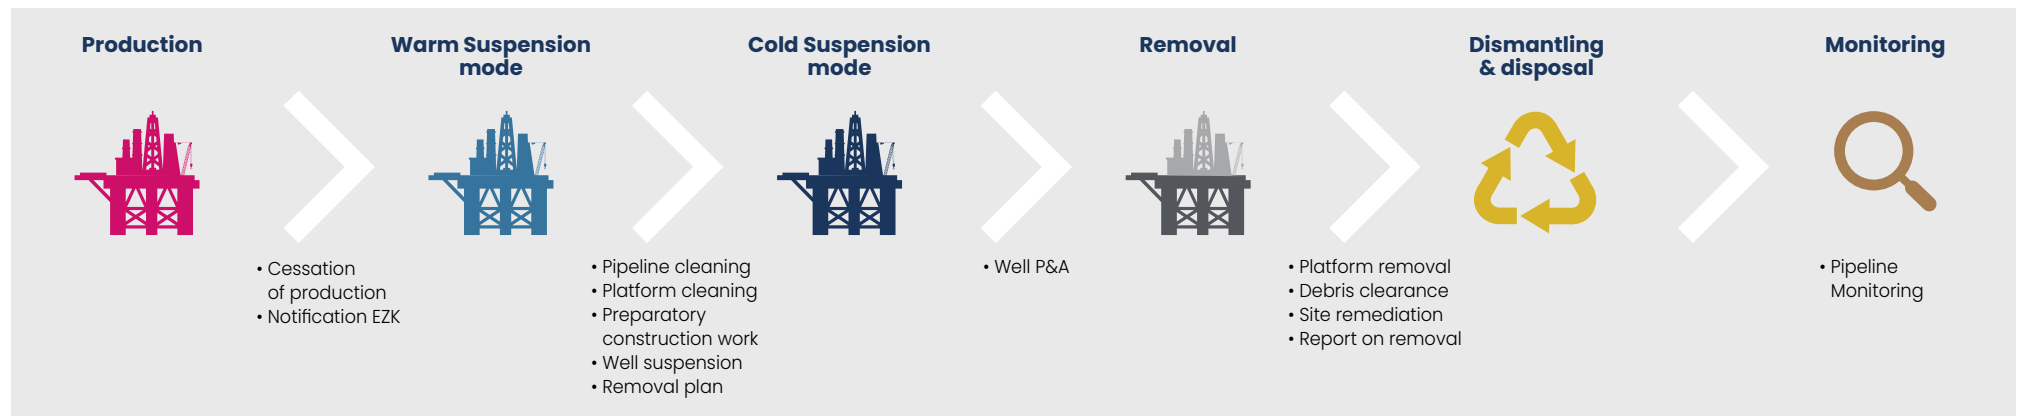 Production
Warm Suspension
mode
Cold Suspension
mode
Removal
Dismantling
& disposal
Monitoring
• Cessation
of production
• Notification EZK
• Pipeline cleaning
• Platform cleaning
• Preparatory
construction work
• Well suspension
• Removal plan
• Well P&A
• Platform removal
• Debris clearance
• Site remediation
• Report on removal
• Pipeline
Monitoring